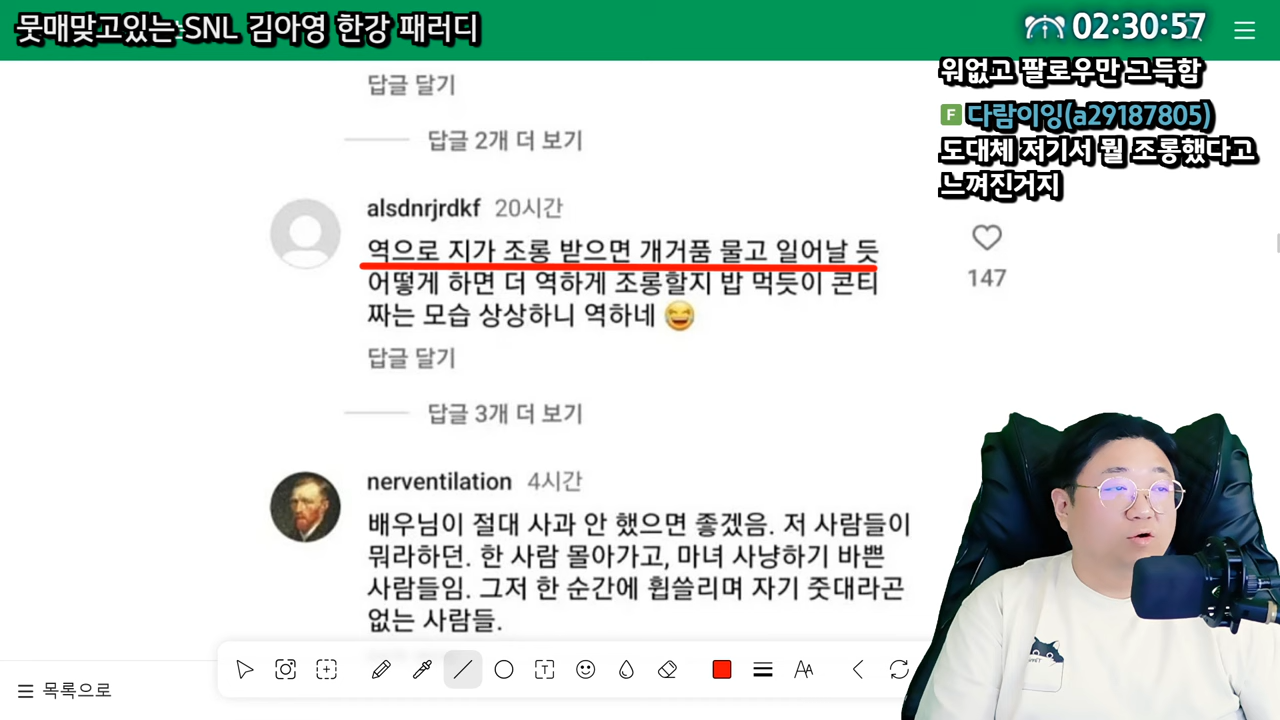 뭇매맞고있는 SNL 김아영 한강 패러디
02:30:57
워없고 팔로우만 그득함
F 다람이잉(a29187805)
도대체 저기서 뭘 조롱했다고
느껴진거지
답글 달기
답글 2개 더 보기
alsdnrjrdkf 20시간
역으로 지가 조롱 받으면 개거품 물고 일어날 듯
어떻게 하면 더 역하게 조롱할지 밥 먹듯이 콘티
짜는 모습 상상하니 역하네 😂
147
답글 달기
답글 3개 더 보기
nerventilation 4시간
배우님이 절대 사과 안 했으면 좋겠음. 저 사람들이
뭐라하던. 한 사람 몰아가고, 마녀 사냥하기 바쁜
사람들임. 그저 한 순간에 휩쓸리며 자기 줏대라곤
없는 사람들.
목록으로